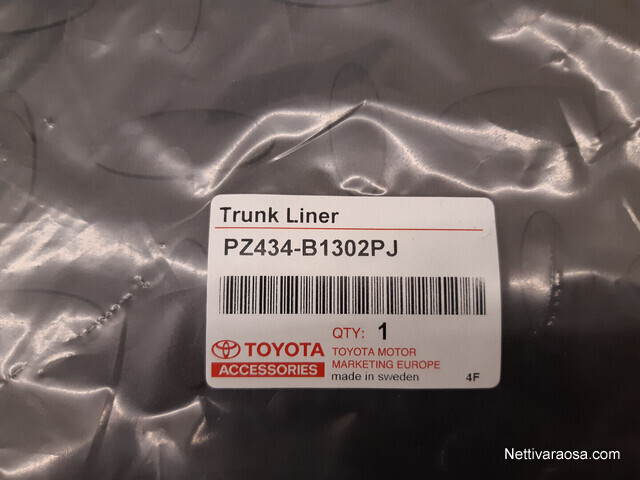 Trunk Liner
PZ434-B1302PJ
QTY: 1
TOYOTA
ACCESSORIES
TOYOTA MOTOR
MARKETING EUROPE
made in sweden
4F
Nettivaraosa.com